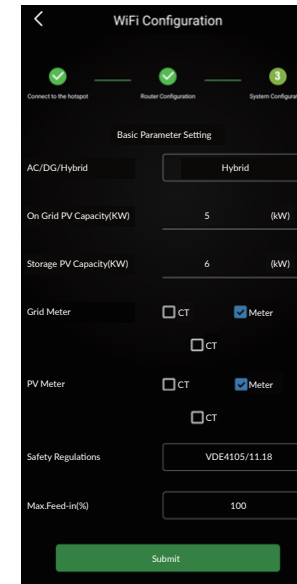 WiFi Configuration
3
Connect to the hotspot
Router Configuration
System Configurat
Basic Parameter Setting
AC/DG/Hybrid
Hybrid
On Grid PV Capacity(KW)
5
(kW)
Storage PV Capacity(KW)
6
(kW)
Grid Meter
CT
Meter
CT
PV Meter
CT
Meter
CT
Safety Regulations
VDE4105/11.18
Max.Feed-in(%)
100
Submit